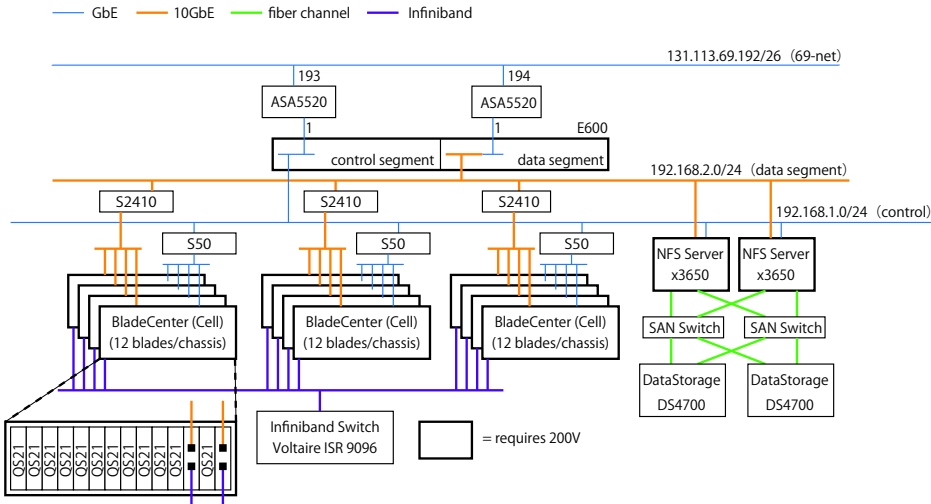 GbE 10GbE fiber channel Infiniband
131.113.69.192/26 (69-net)
193 194
ASA5520 ASA5520
1 1 E600
control segment data segment
192.168.2.0/24 (data segment)
S2410 S2410 S2410
192.168.1.0/24 (control)
S50 S50 S50
NFS Server NFS Server
x3650 x3650
BladeCenter (Cell) BladeCenter (Cell) BladeCenter (Cell)
(12 blades/chassis) (12 blades/chassis) (12 blades/chassis)
SAN Switch SAN Switch
DataStorage DataStorage
DS4700 DS4700
Infiniband Switch
Voltaire ISR 9096
= requires 200V
QS21 QS21 QS21 QS21 QS21 QS21 QS21 QS21 QS21 QS21 QS21 QS21